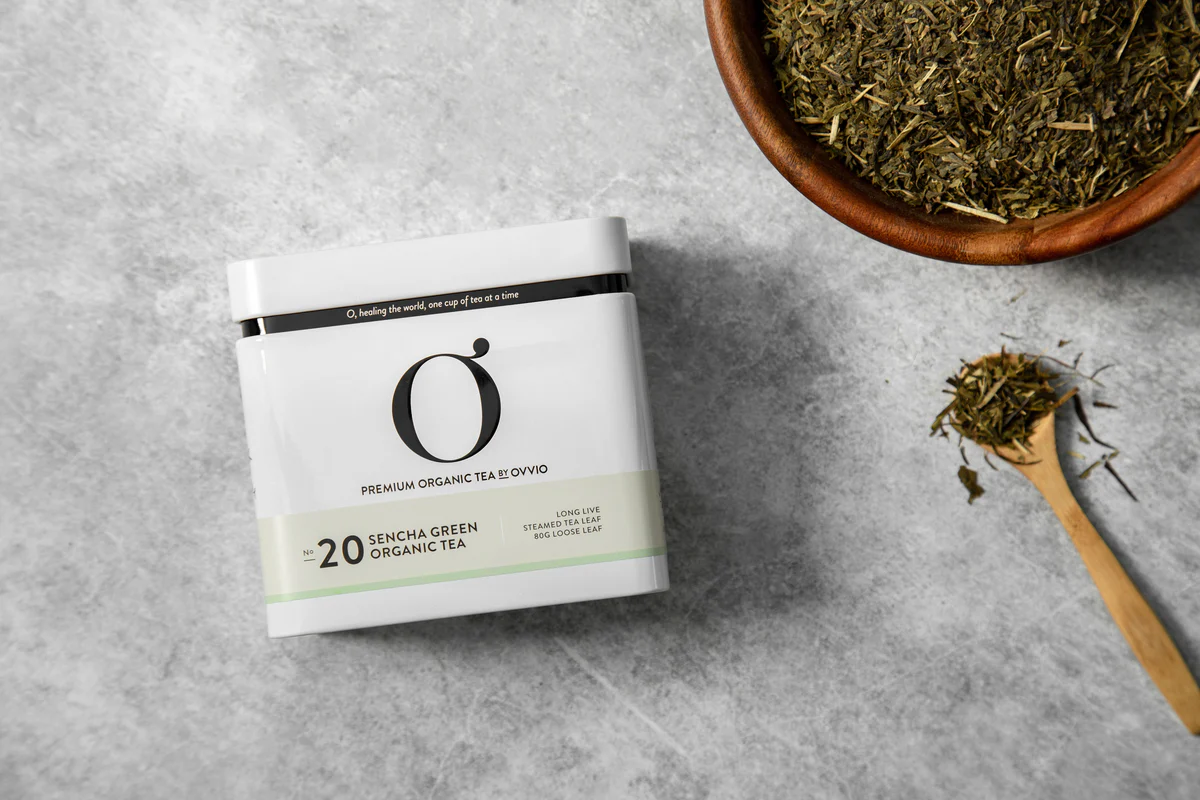 O, healing the world, one cup of tea at a time
O
PREMIUM ORGANIC TEA BY OVVIO
No 20 SENCHA GREEN
ORGANIC TEA
LONG LIVE
STEAMED TEA LEAF
80G LOOSE LEAF